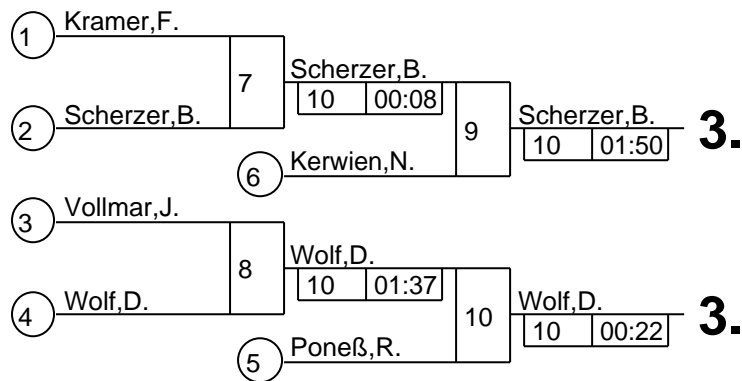 1 Kramer,F.
7 Scherzer,B.
10 00:08
2 Scherzer,B.
9 Scherzer,B. 3.
10 01:50
6 Kerwien,N.
3 Vollmar,J.
8 Wolf,D.
10 01:37
4 Wolf,D.
10 Wolf,D. 3.
10 00:22
5 Poneß,R.